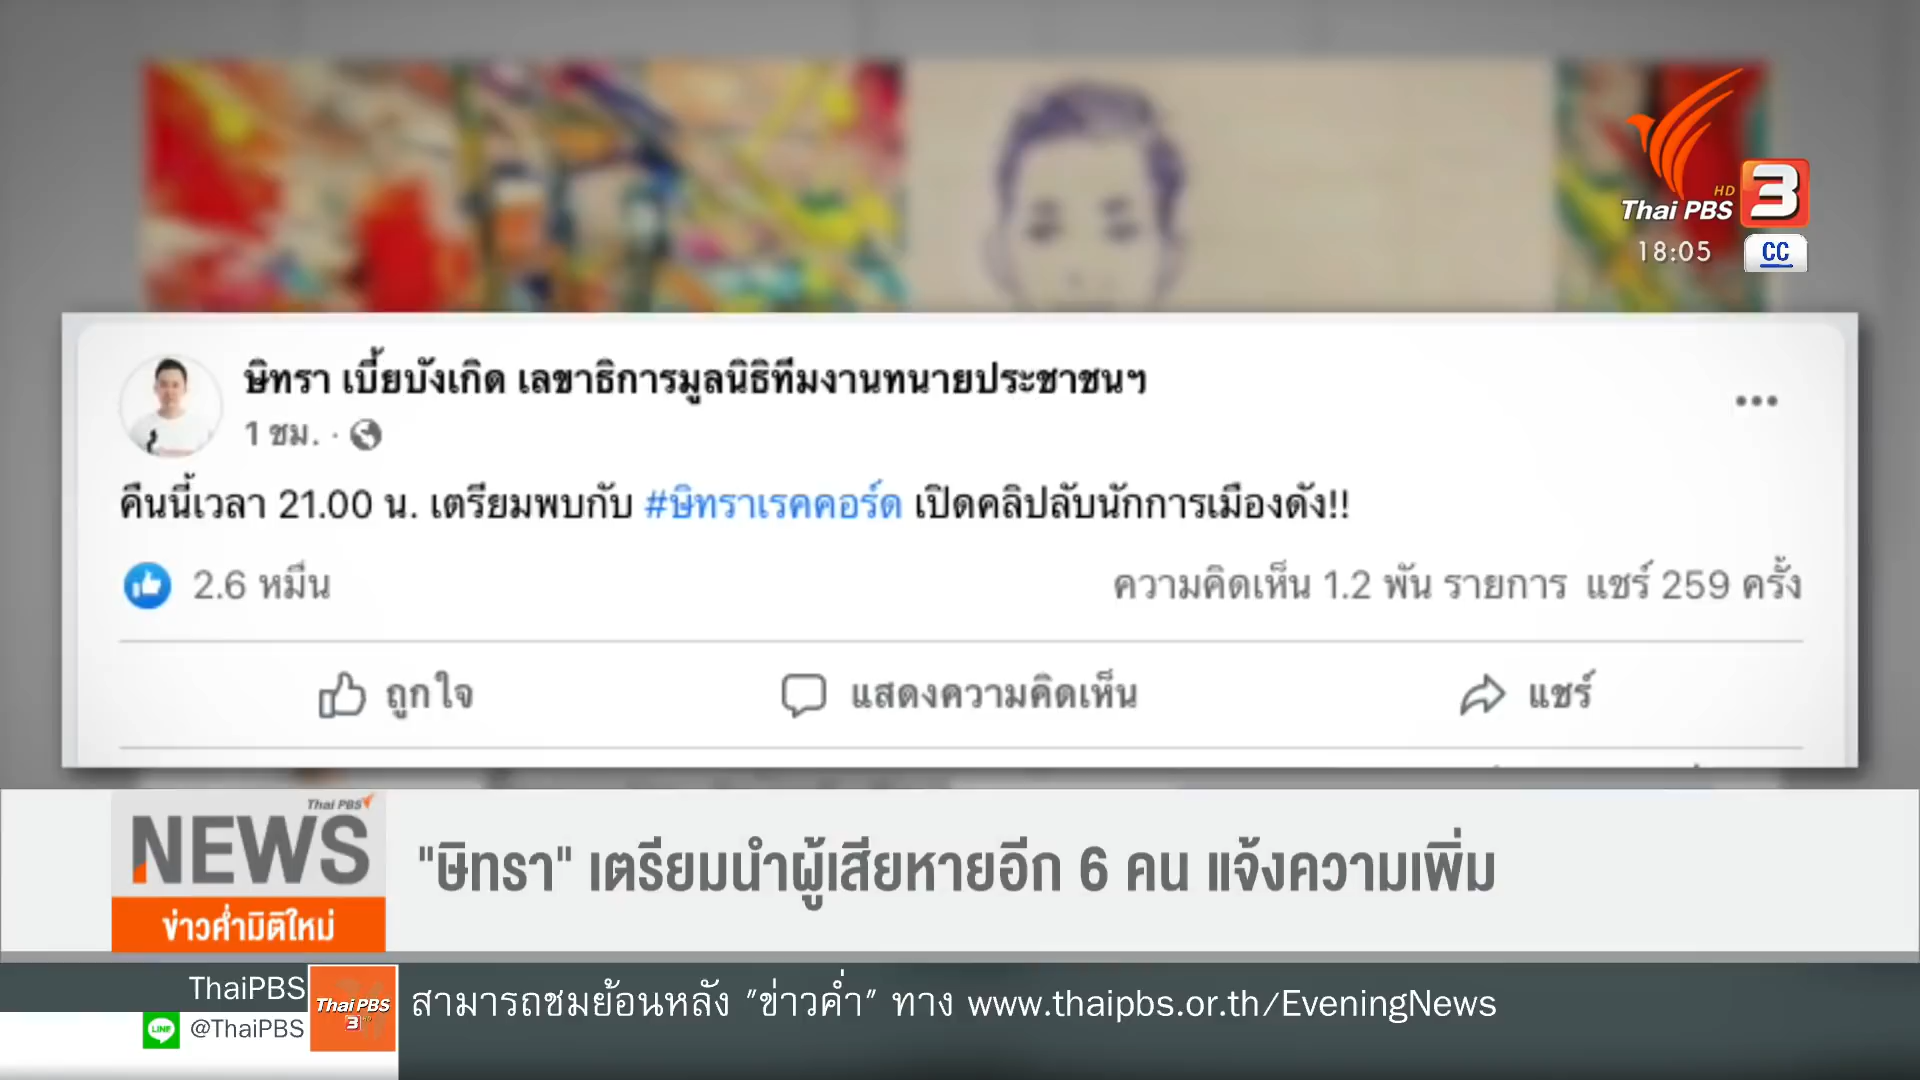 Thai PBS HD 3
18:05 CC
ษิทรา เบี้ยบังเกิด เลขาธิการมูลนิธิทีมงานทนายประชาชนฯ
1 ชม. ·
คืนนี้เวลา 21.00 น. เตรียมพบกับ #ษิทราเรคคอร์ด เปิดคลิปลับนักการเมืองดัง!!
2.6 หมื่น ความคิดเห็น 1.2 พัน รายการ แชร์ 259 ครั้ง
ถูกใจ แสดงความคิดเห็น แชร์
Thai PBS
NEWS
ข่าวค่ำมิติใหม่
"ษิทรา" เตรียมนำผู้เสียหายอีก 6 คน แจ้งความเพิ่ม
ThaiPBS
LINE @ThaiPBS
Thai PBS
3 HD
สามารถชมย้อนหลัง "ข่าวค่ำ" ทาง www.thaipbs.or.th/EveningNews